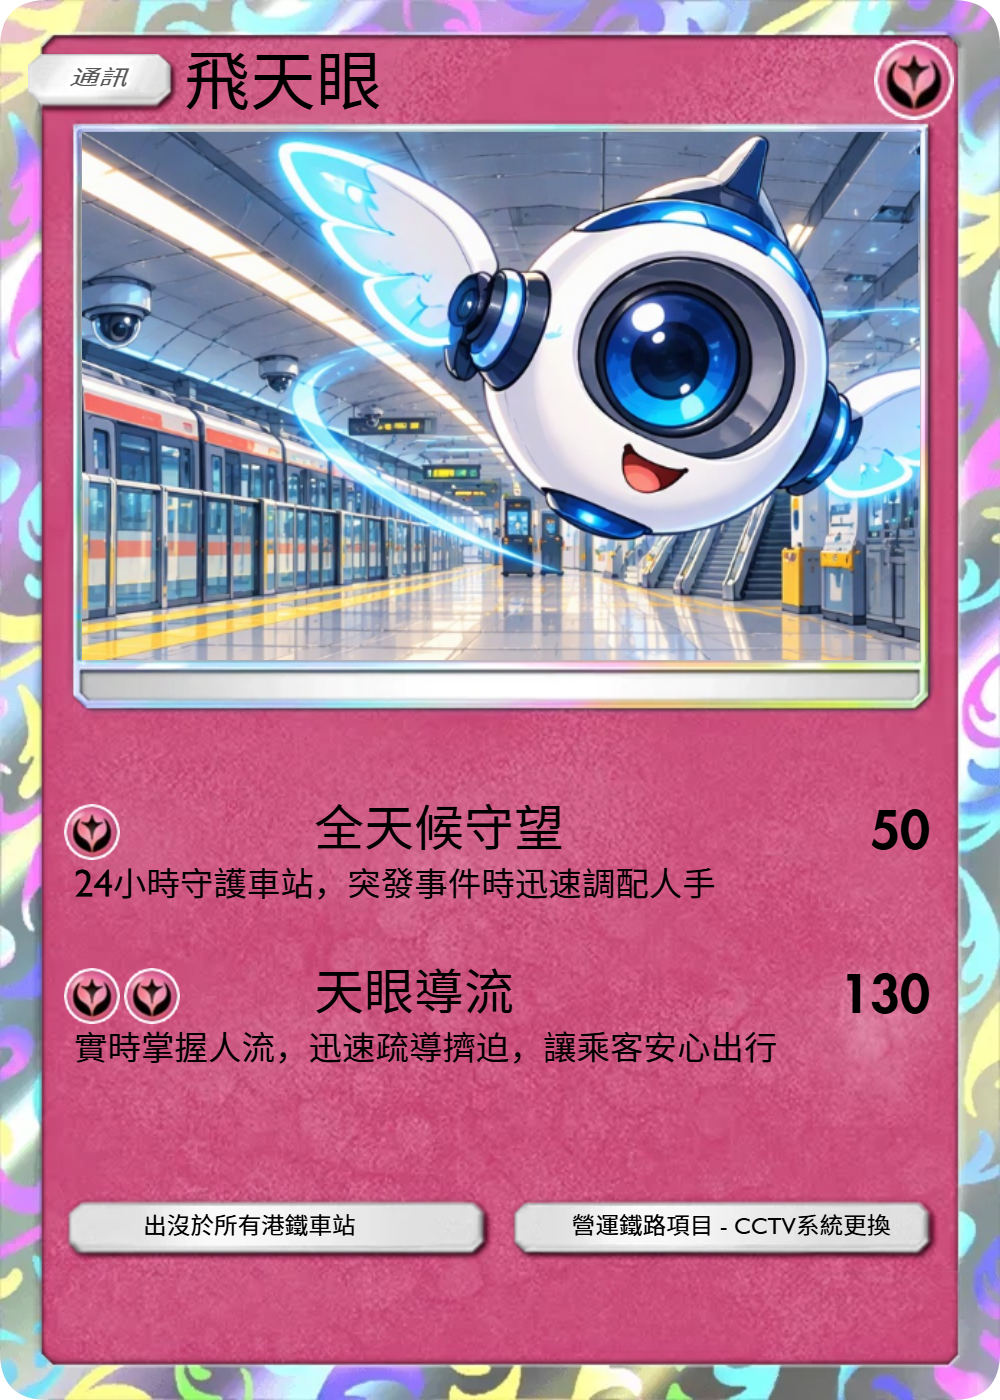 通訊
飛天眼
全天候守望
50
24小時守護車站，突發事件時迅速調配人手
天眼導流
130
實時掌握人流，迅速疏導擠迫，讓乘客安心出行
出沒於所有港鐵車站
營運鐵路項目 - CCTV系統更換